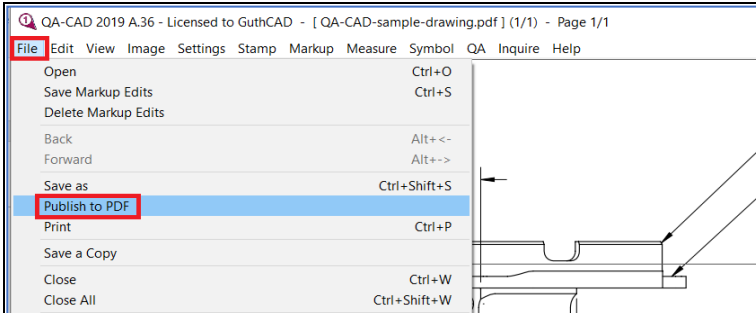 QA-CAD 2019 A.36 - Licensed to GuthCAD - [ QA-CAD-sample-drawing.pdf ] (1/1) - Page 1/1
File Edit View Image Settings Stamp Markup Measure Symbol QA Inquire Help
Open Ctrl+O
Save Markup Edits Ctrl+S
Delete Markup Edits
Back Alt+<-
Forward Alt+->
Save as Ctrl+Shift+S
Publish to PDF
Print Ctrl+P
Save a Copy
Close Ctrl+W
Close All Ctrl+Shift+W